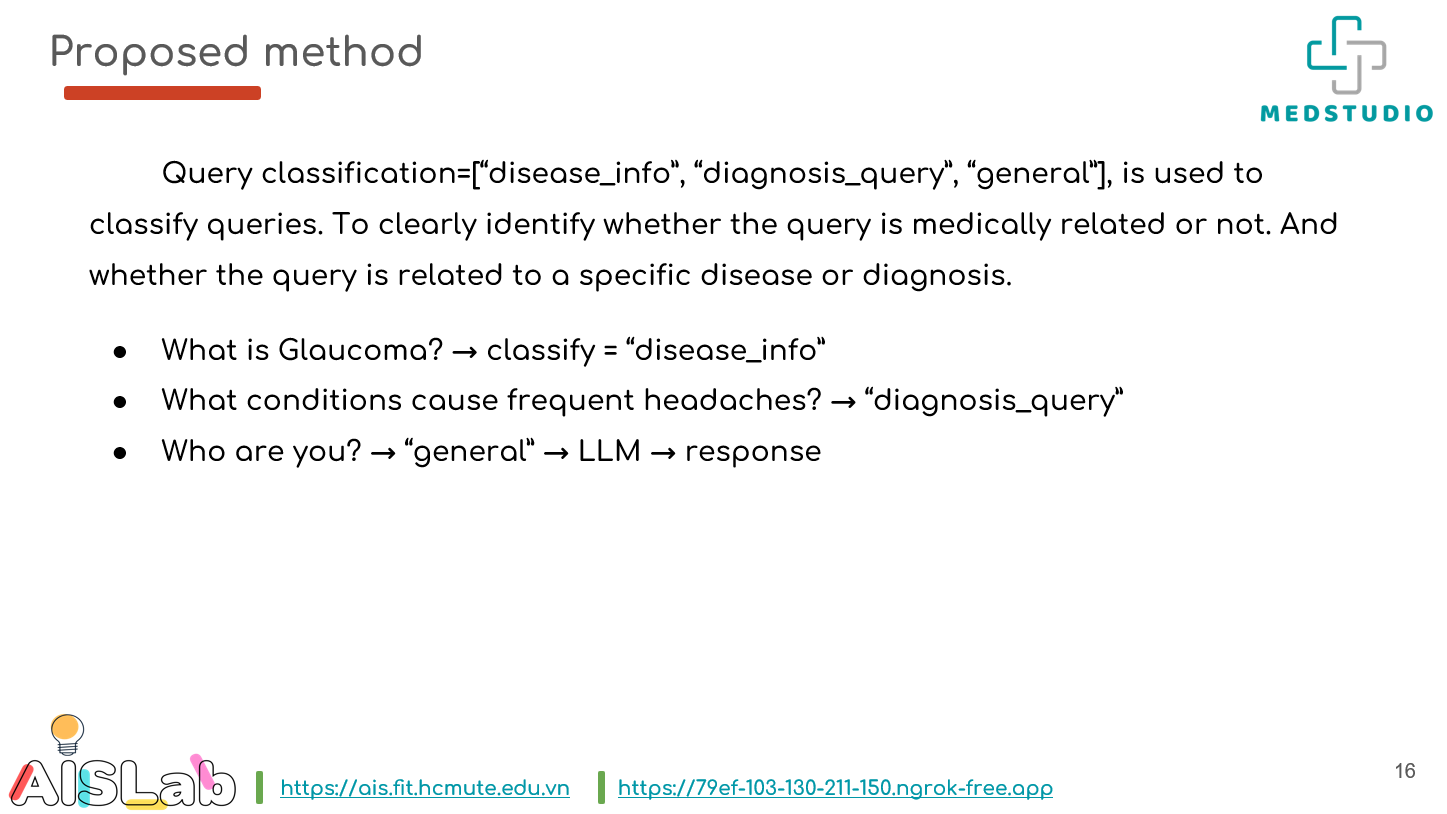 Proposed method
MEDSTUDIO
Query classification=[“disease_info”, “diagnosis_query”, “general”], is used to
classify queries. To clearly identify whether the query is medically related or not. And
whether the query is related to a specific disease or diagnosis.
● What is Glaucoma? → classify = “disease_info”
● What conditions cause frequent headaches? → “diagnosis_query”
● Who are you? → “general” → LLM → response
AISLab
https://ais.fit.hcmute.edu.vn
https://79ef-103-130-211-150.ngrok-free.app
16